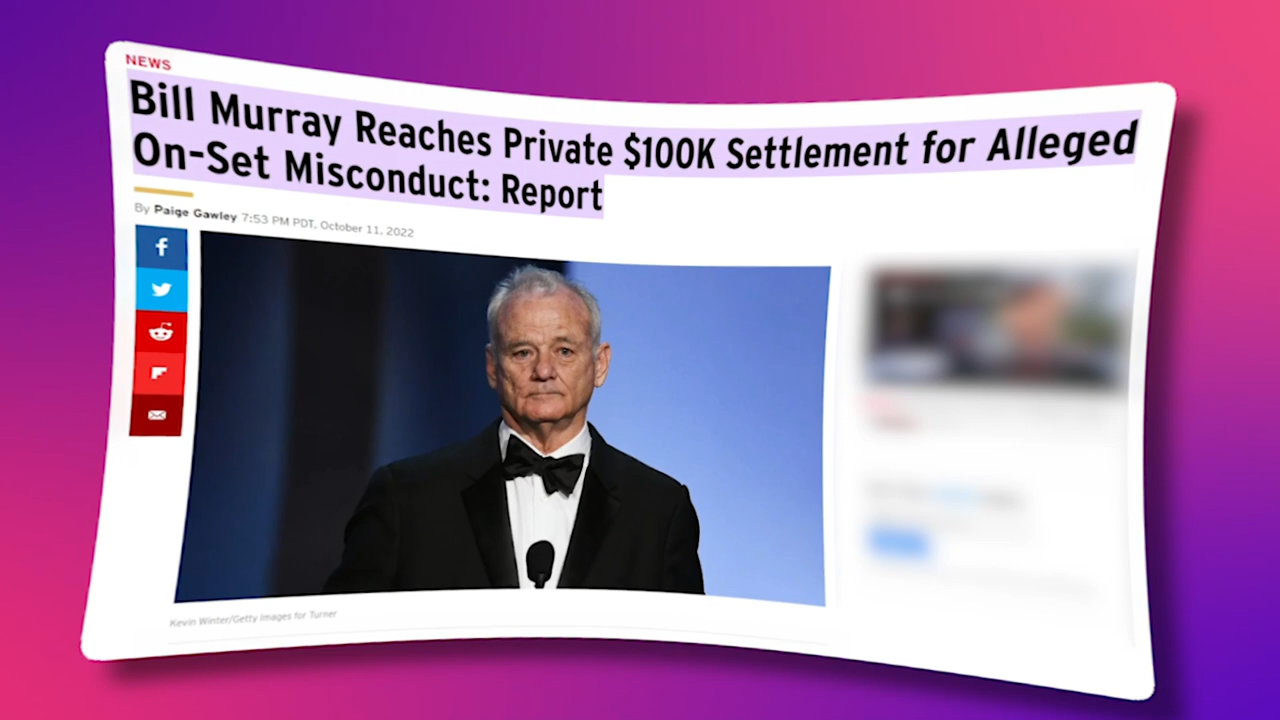 NEWS
Bill Murray Reaches Private $100K Settlement for Alleged
On-Set Misconduct: Report
By Paige Gawley 7:53 PM PDT, October 11, 2022
Kevin Winter/Getty Images for Turner